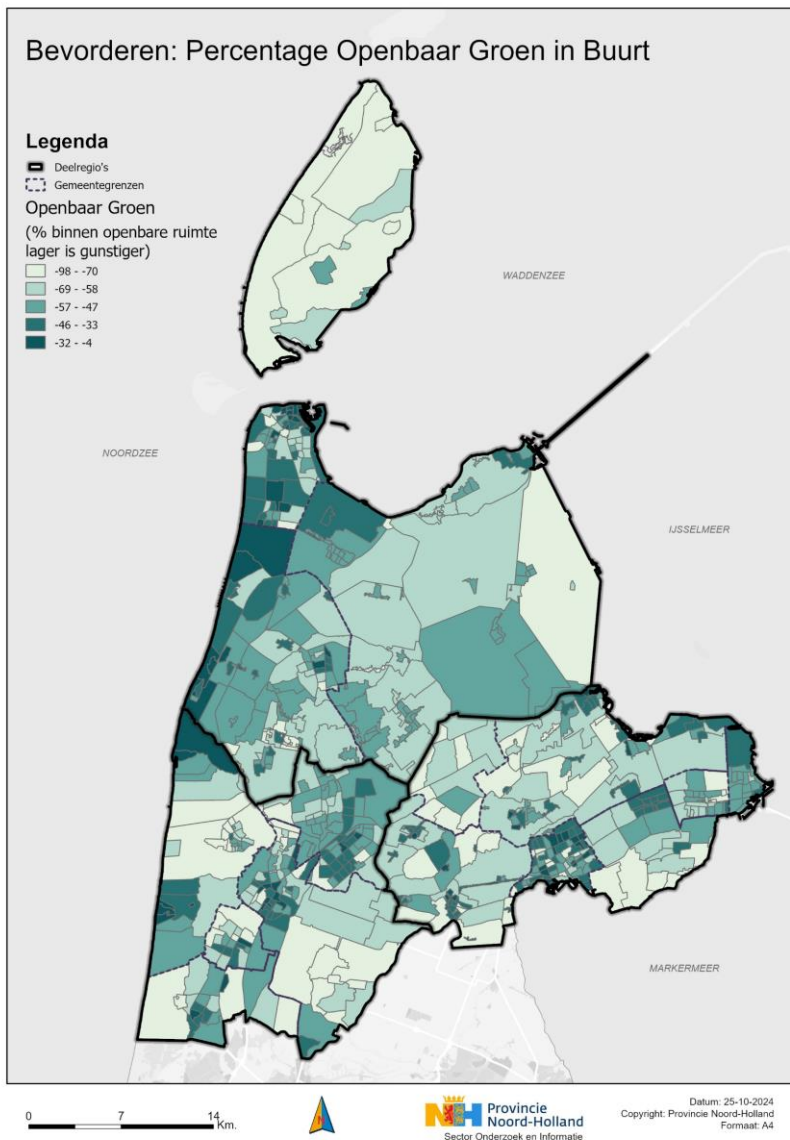 Bevorderen: Percentage Openbaar Groen in Buurt
Legenda
Deelregio's
Gemeentegrenzen
Openbaar Groen
(% binnen openbare ruimte
lager is gunstiger)
-98 - -70
-69 - -58
-57 - -47
-46 - -33
-32 - -4
WADDENZEE
NOORDZEE
IJSSELMEER
MARKERMEER
0 7 14 Km.
N
NH
Provincie
Noord-Holland
Sector Onderzoek en Informatie
Datum: 25-10-2024
Copyright: Provincie Noord-Holland
Formaat: A4